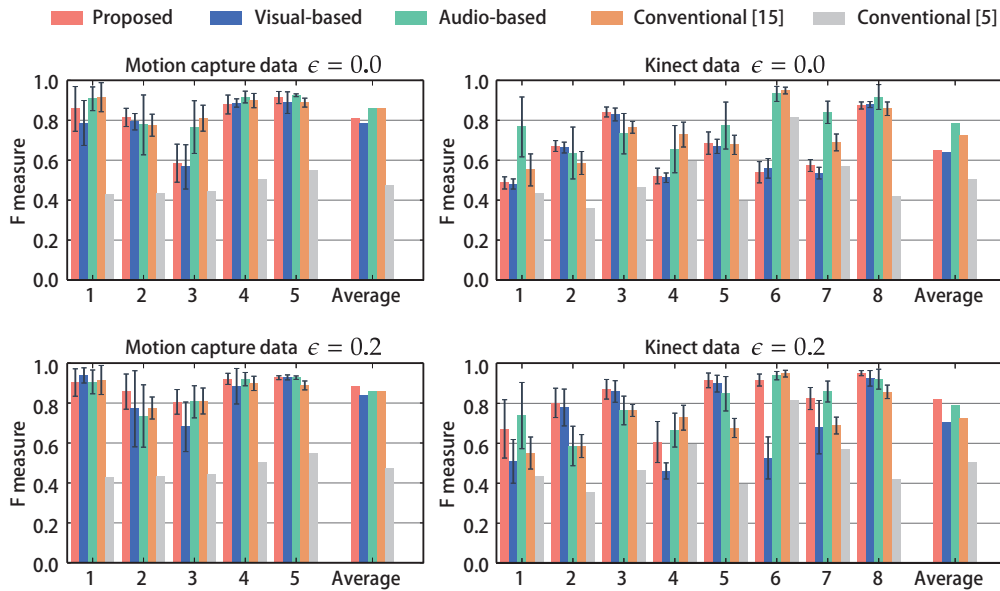 Proposed Visual-based Audio-based Conventional [15] Conventional [5]
Motion capture data ϵ = 0.0
F measure
1.0
0.8
0.6
0.4
0.2
0.0
1 2 3 4 5 Average
Kinect data ϵ = 0.0
F measure
1.0
0.8
0.6
0.4
0.2
0.0
1 2 3 4 5 6 7 8 Average
Motion capture data ϵ = 0.2
F measure
1.0
0.8
0.6
0.4
0.2
0.0
1 2 3 4 5 Average
Kinect data ϵ = 0.2
F measure
1.0
0.8
0.6
0.4
0.2
0.0
1 2 3 4 5 6 7 8 Average